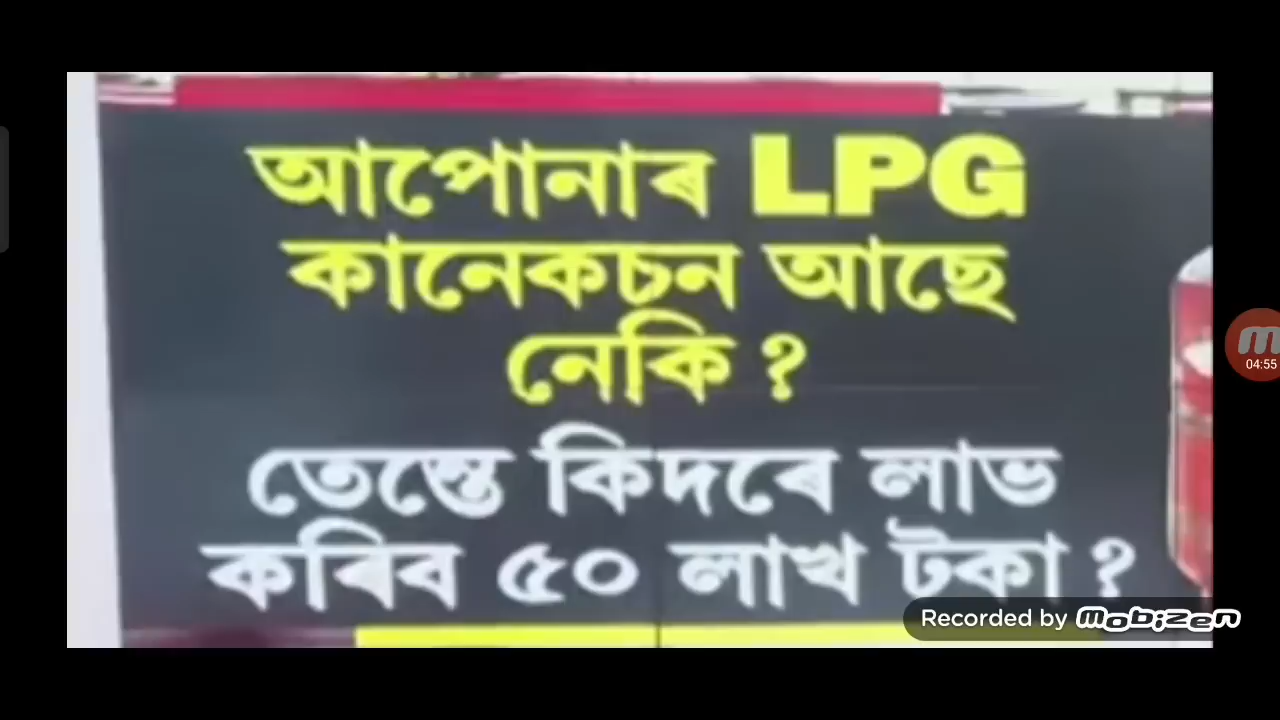 আপোনাৰ LPG
কানেকচন আছে
নেকি ?
তেন্তে কিদৰে লাভ
কৰিব ৫০ লাখ টকা ?
04:55
Recorded by mobizen